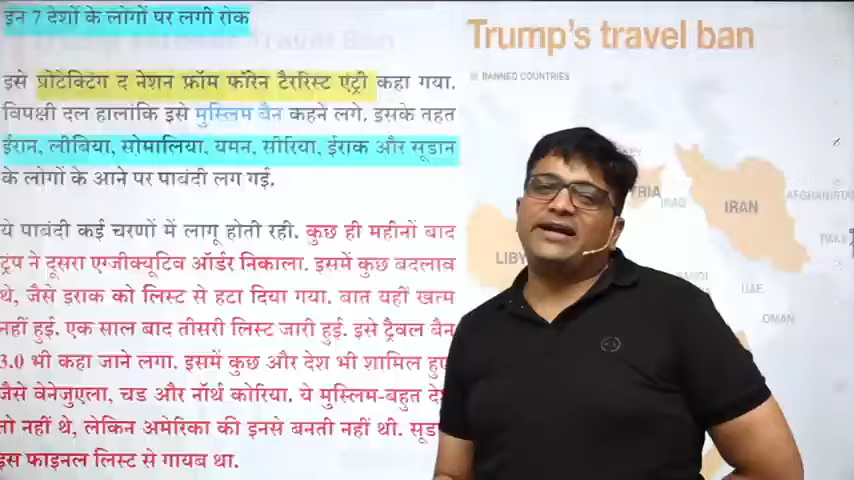 इन 7 देशों के लोगों पर लगी रोक
Trump's travel ban
BANNED COUNTRIES
इसे प्रोटेक्टिंग द नेशन फ्रॉम फॉरेन टैररिस्ट एंट्री कहा गया.
विपक्षी दल हालांकि इसे मुस्लिम बैन कहने लगे. इसके तहत
ईरान, लीबिया, सोमालिया, यमन, सीरिया, ईराक और सूडान
के लोगों के आने पर पाबंदी लग गई.
IRAQ
IRAN
AFGHANISTA
LIBY
UAE
OMAN
ये पाबंदी कई चरणों में लागू होती रही. कुछ ही महीनों बाद
ट्रंप ने दूसरा एग्जीक्यूटिव ऑर्डर निकाला. इसमें कुछ बदलाव
थे, जैसे इराक को लिस्ट से हटा दिया गया. बात यहीं खत्म
नहीं हुई. एक साल बाद तीसरी लिस्ट जारी हुई. इसे ट्रैवल बैन
3.0 भी कहा जाने लगा. इसमें कुछ और देश भी शामिल हुए
जैसे वेनेजुएला, चड और नॉर्थ कोरिया. ये मुस्लिम-बहुत दे
तो नहीं थे, लेकिन अमेरिका की इनसे बनती नहीं थी. सूड
इस फाइनल लिस्ट से गायब था.